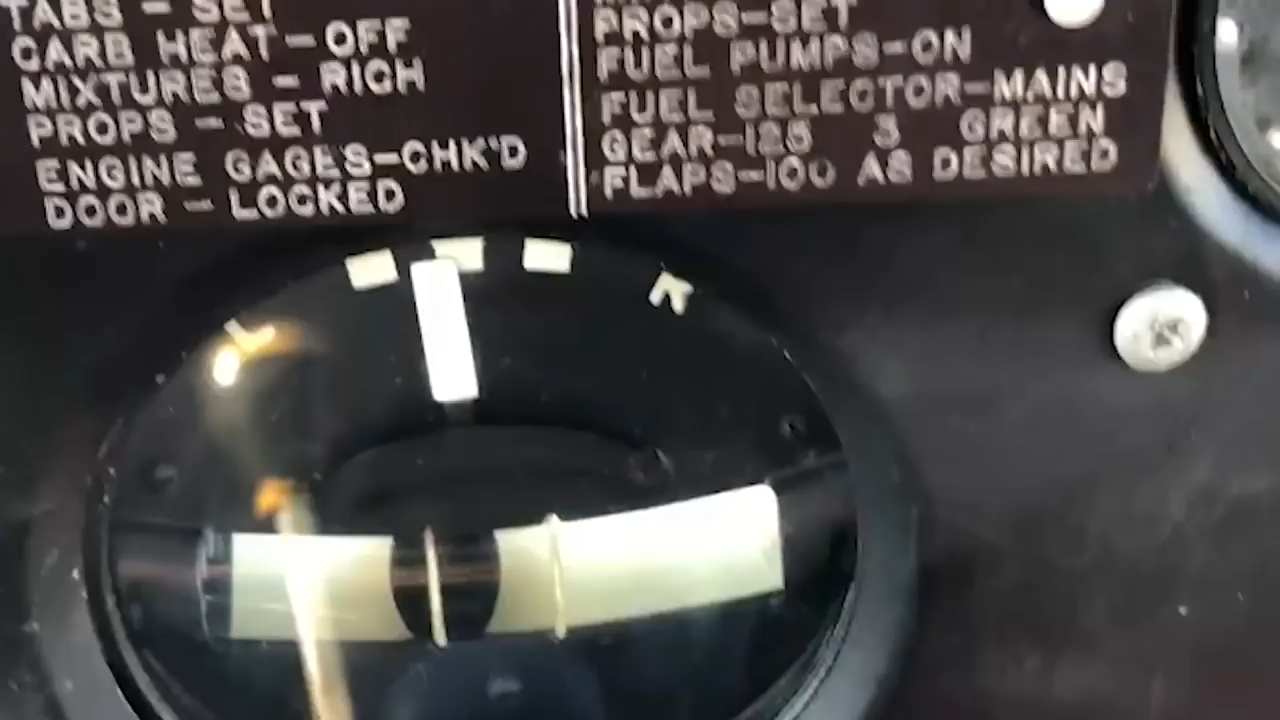 TABS - SET
CARB HEAT-OFF
MIXTURES - RICH
PROPS - SET
ENGINE GAGES-CHK'D
DOOR - LOCKED
PROPS-SET
FUEL PUMPS-ON
FUEL SELECTOR-MAINS
GEAR-125 3 GREEN
FLAPS-100 AS DESIRED